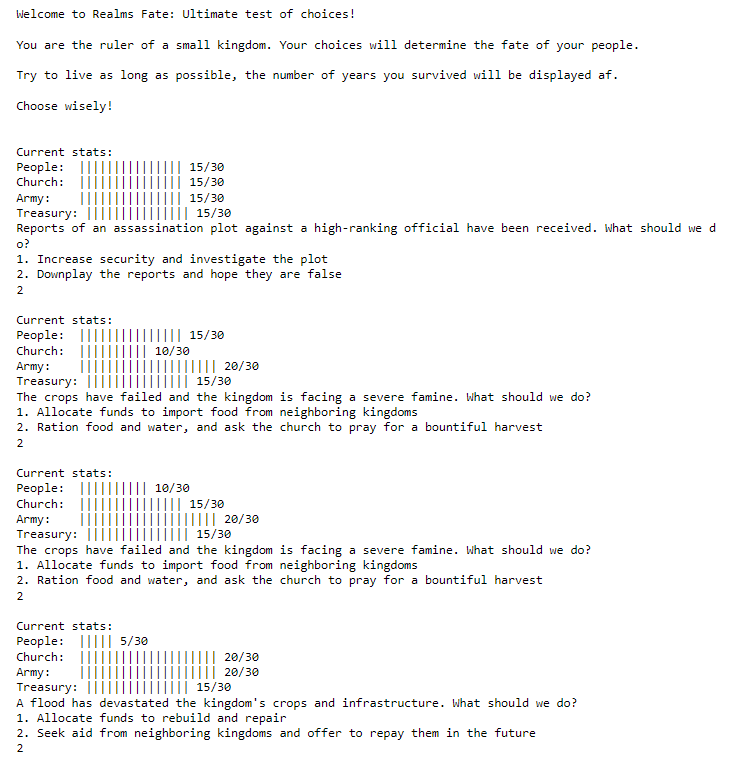 Welcome to Realms Fate: Ultimate test of choices!
You are the ruler of a small kingdom. Your choices will determine the fate of your people.
Try to live as long as possible, the number of years you survived will be displayed af.
Choose wisely!
Current stats:
People: ||||||||||||||| 15/30
Church: ||||||||||||||| 15/30
Army: ||||||||||||||| 15/30
Treasury: ||||||||||||||| 15/30
Reports of an assassination plot against a high-ranking official have been received. What should we d
o?
1. Increase security and investigate the plot
2. Downplay the reports and hope they are false
2
Current stats:
People: ||||||||||||||| 15/30
Church: |||||||||| 10/30
Army: |||||||||||||||||||| 20/30
Treasury: ||||||||||||||| 15/30
The crops have failed and the kingdom is facing a severe famine. What should we do?
1. Allocate funds to import food from neighboring kingdoms
2. Ration food and water, and ask the church to pray for a bountiful harvest
2
Current stats:
People: |||||||||| 10/30
Church: ||||||||||||||| 15/30
Army: |||||||||||||||||||| 20/30
Treasury: ||||||||||||||| 15/30
The crops have failed and the kingdom is facing a severe famine. What should we do?
1. Allocate funds to import food from neighboring kingdoms
2. Ration food and water, and ask the church to pray for a bountiful harvest
2
Current stats:
People: ||||| 5/30
Church: |||||||||||||||||||| 20/30
Army: |||||||||||||||||||| 20/30
Treasury: ||||||||||||||| 15/30
A flood has devastated the kingdom's crops and infrastructure. What should we do?
1. Allocate funds to rebuild and repair
2. Seek aid from neighboring kingdoms and offer to repay them in the future
2